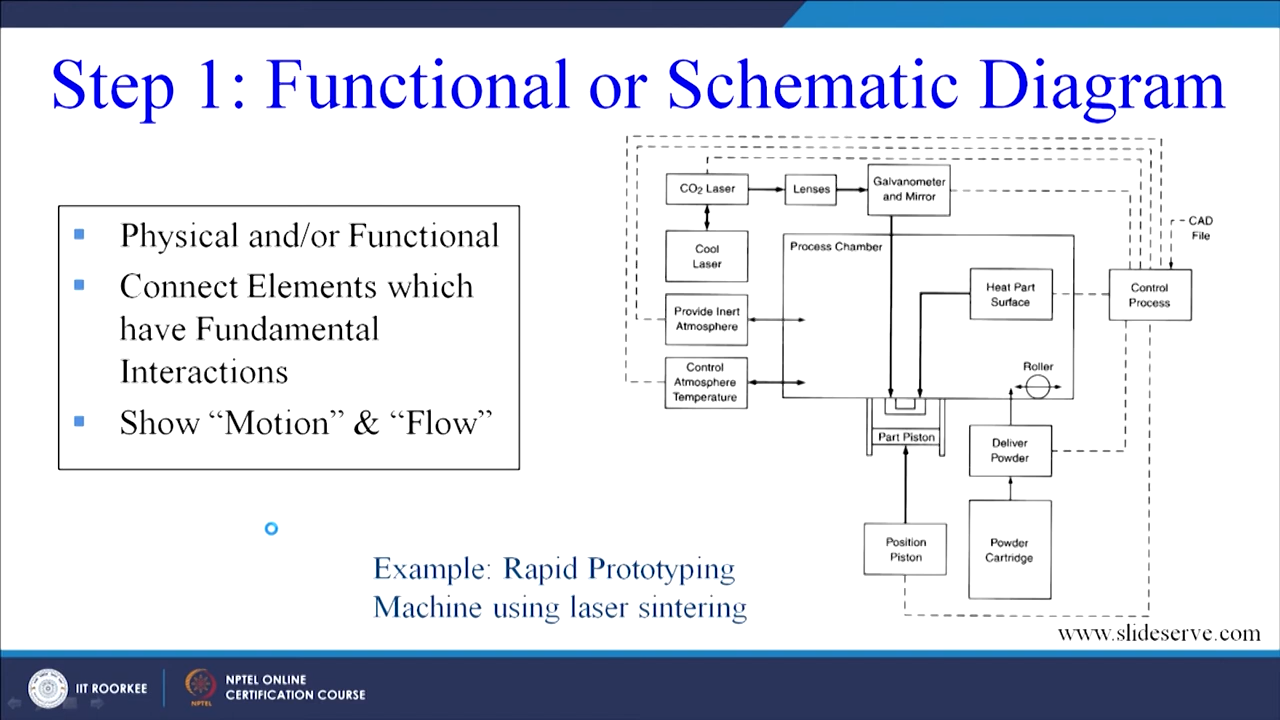 Step 1: Functional or Schematic Diagram
Physical and/or Functional
Connect Elements which
have Fundamental
Interactions
Show “Motion” & “Flow”
CO2 Laser
Lenses
Galvanometer
and Mirror
CAD
File
Cool
Laser
Process Chamber
Heat Part
Surface
Control
Process
Provide Inert
Atmosphere
Control
Atmosphere
Temperature
Roller
Part Piston
Deliver
Powder
Position
Piston
Powder
Cartridge
Example: Rapid Prototyping
Machine using laser sintering
www.slideserve.com
IIT ROORKEE
NPTEL
NPTEL ONLINE
CERTIFICATION COURSE